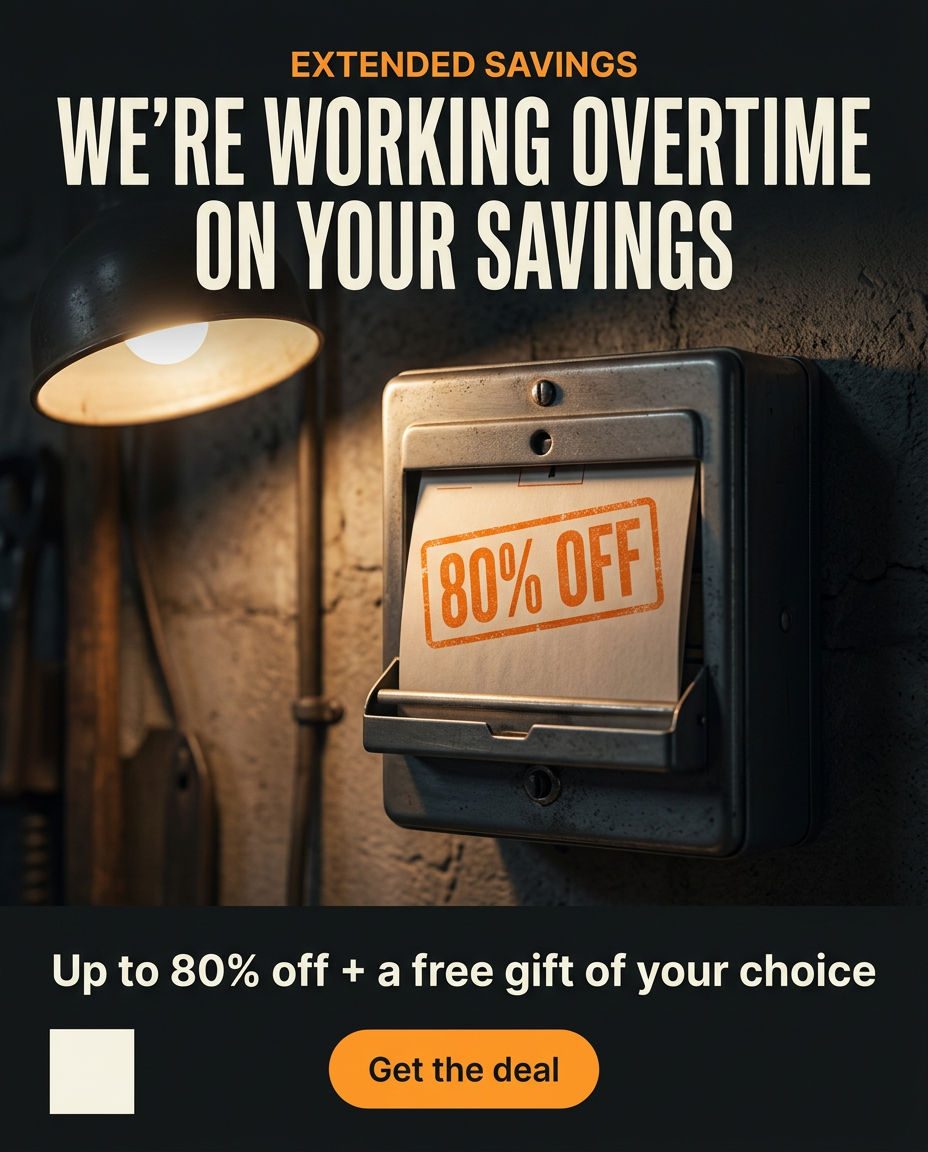 EXTENDED SAVINGS
WE’RE WORKING OVERTIME
ON YOUR SAVINGS
80% OFF
Up to 80% off + a free gift of your choice
Get the deal